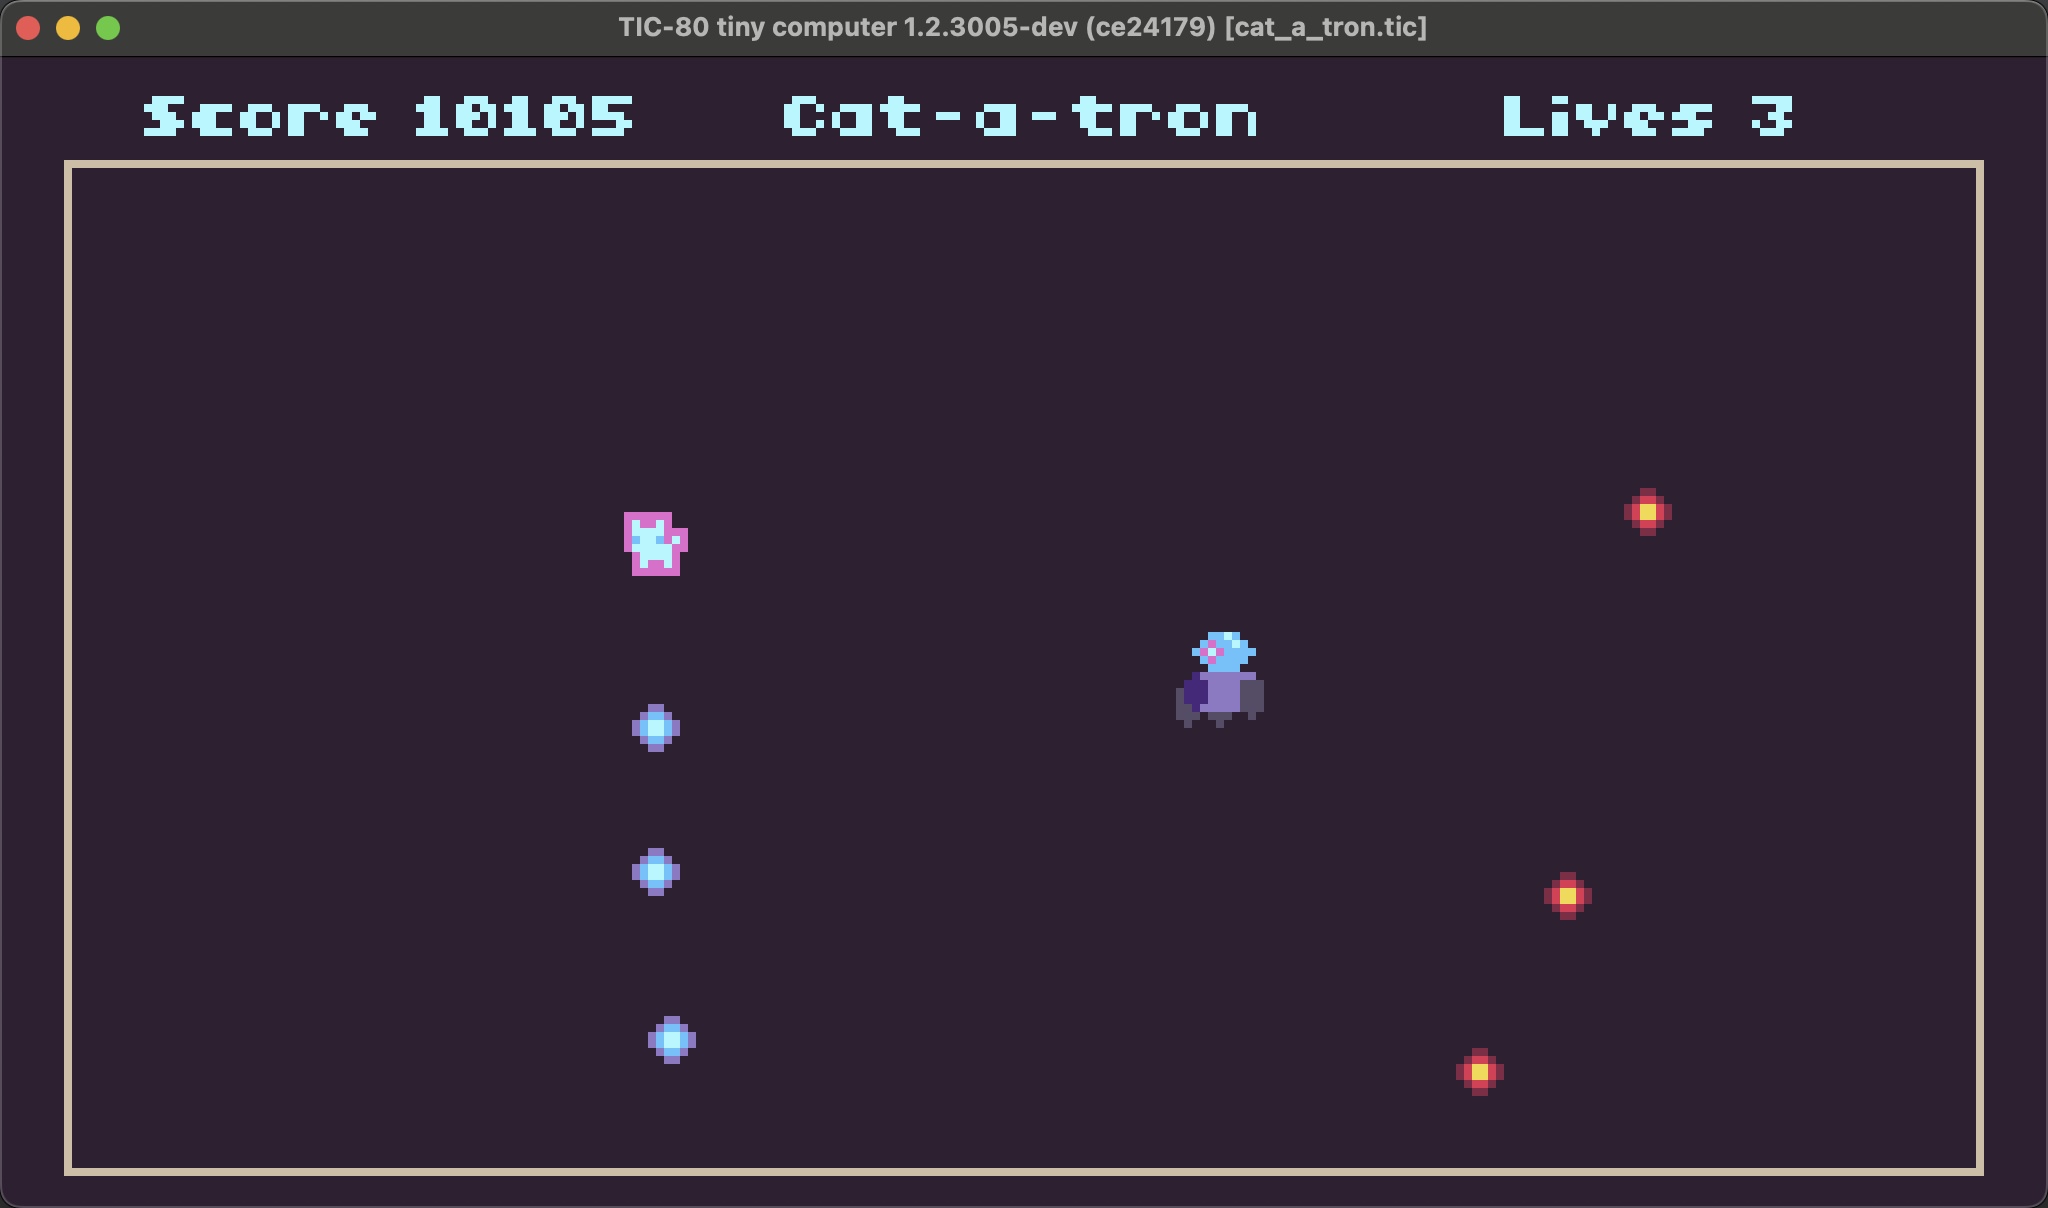 TIC-80 tiny computer 1.2.3005-dev (ce24179) [cat_a_tron.tic]
Score 10105 Cat-a-tron Lives 3